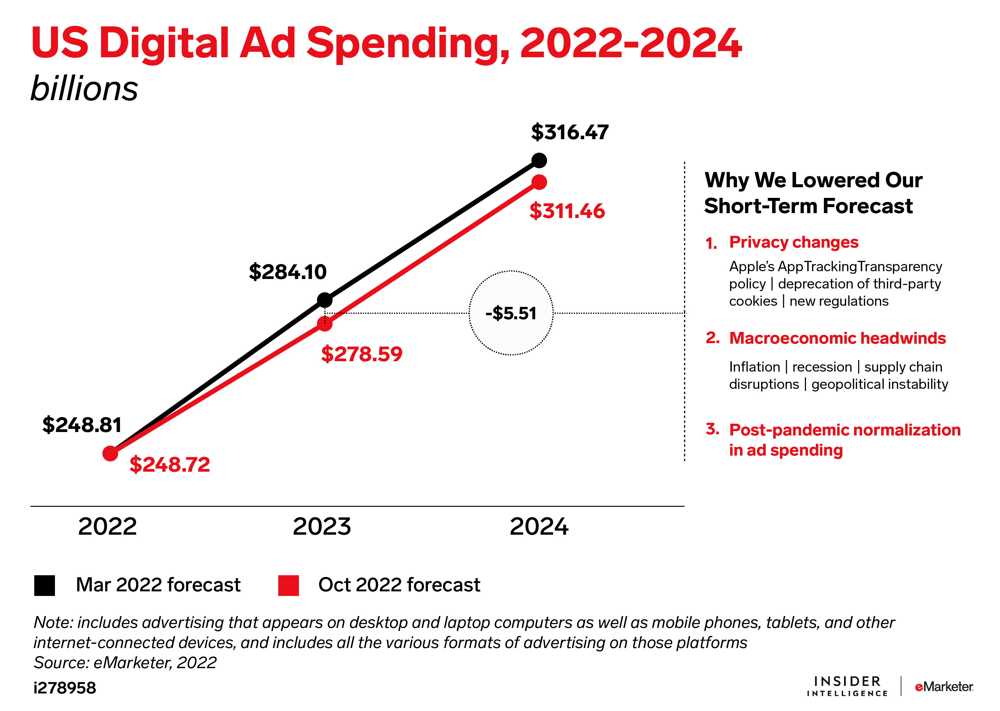 US Digital Ad Spending, 2022-2024
billions
$316.47
$311.46
$284.10
$278.59
-$5.51
$248.81
$248.72
2022
2023
2024
Why We Lowered Our
Short-Term Forecast
1. Privacy changes
Apple’s AppTrackingTransparency
policy | deprecation of third-party
cookies | new regulations
2. Macroeconomic headwinds
Inflation | recession | supply chain
disruptions | geopolitical instability
3. Post-pandemic normalization
in ad spending
Mar 2022 forecast
Oct 2022 forecast
Note: includes advertising that appears on desktop and laptop computers as well as mobile phones, tablets, and other
internet-connected devices, and includes all the various formats of advertising on those platforms
Source: eMarketer, 2022
i278958
INSIDER
INTELLIGENCE
eMarketer